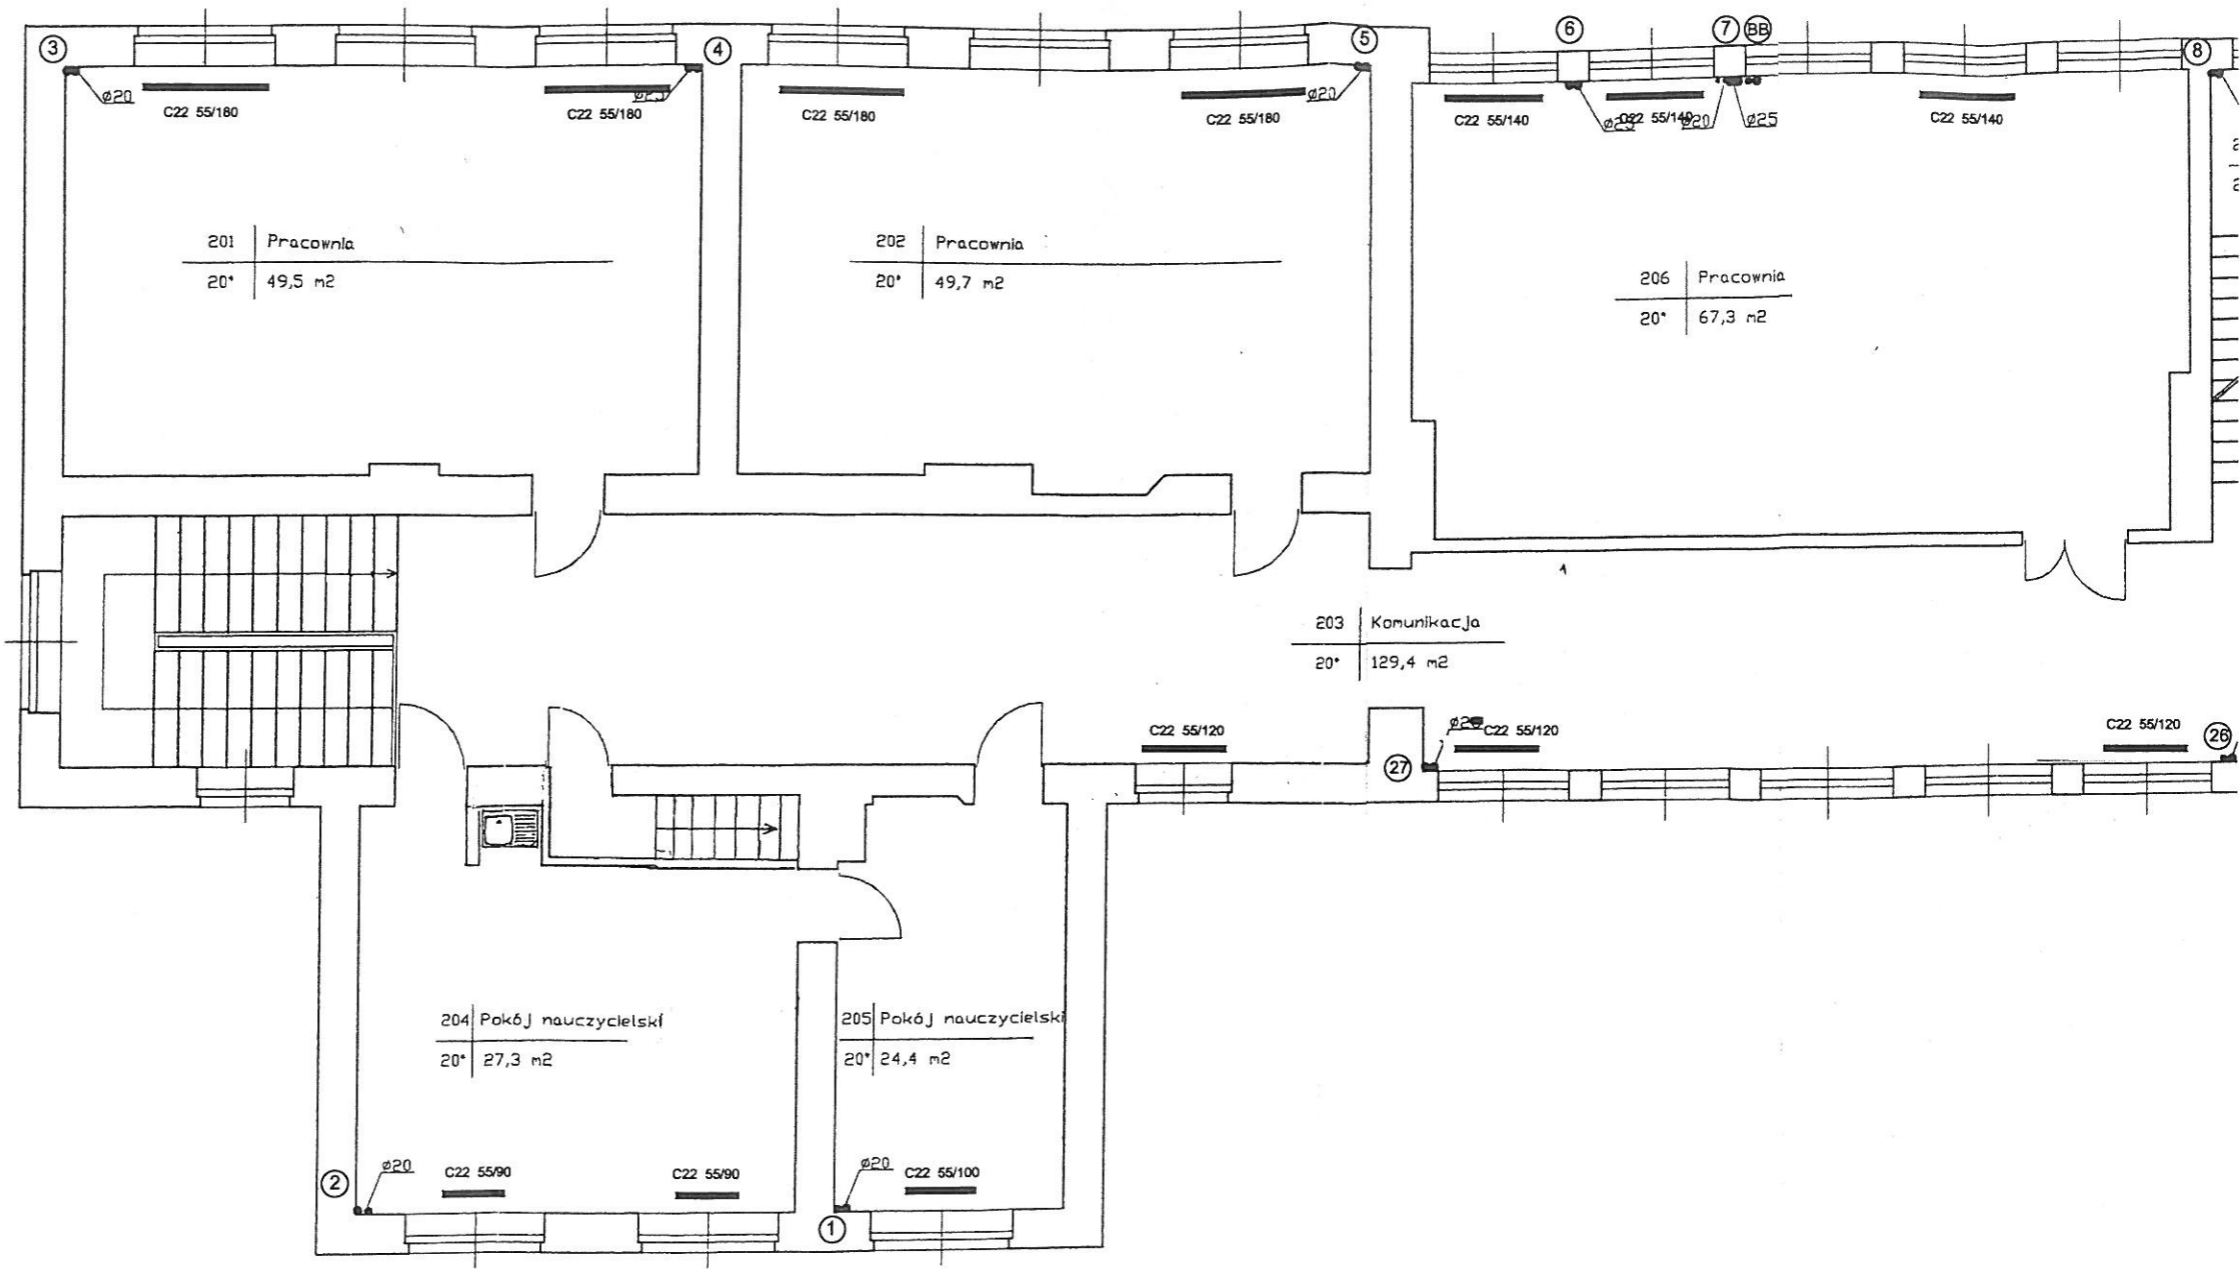 3
4
5
6
7
BB
8
ø20
C22 55/180
C22 55/180
C22 55/180
ø20
C22 55/180
C22 55/140
C22 55/140
ø20
ø25
C22 55/140
201 Pracownia
20° 49,5 m2
202 Pracownia
20° 49,7 m2
206 Pracownia
20° 67,3 m2
203 Komunikacja
20° 129,4 m2
C22 55/120
C22 55/120
C22 55/120
27
26
204 Pokój nauczycielski
20° 27,3 m2
205 Pokój nauczycielski
20° 24,4 m2
2
ø20
C22 55/90
C22 55/90
1
ø20
C22 55/100